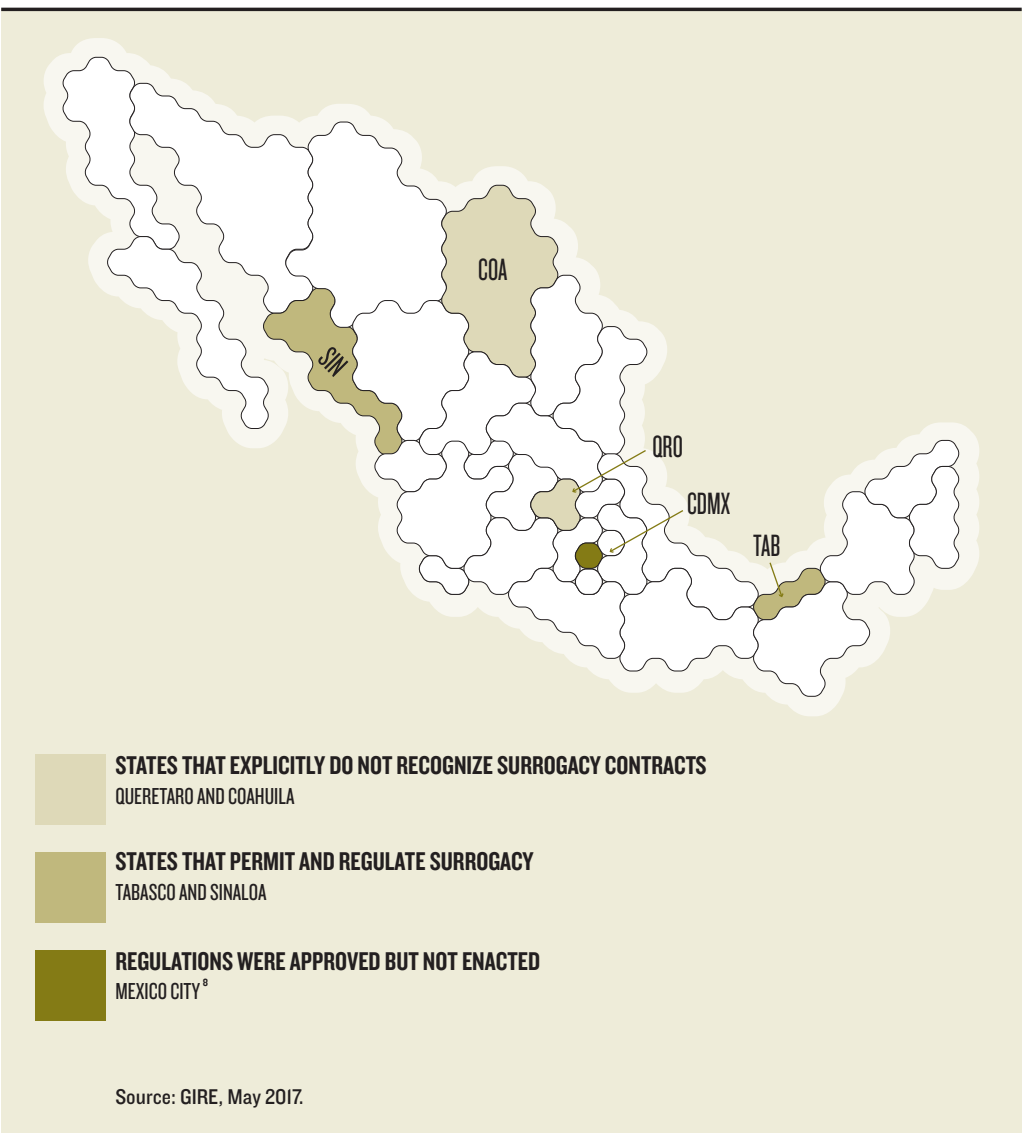 COA
SIN
QRO
CDMX
TAB
STATES THAT EXPLICITLY DO NOT RECOGNIZE SURROGACY CONTRACTS
QUERETARO AND COAHUILA
STATES THAT PERMIT AND REGULATE SURROGACY
TABASCO AND SINALOA
REGULATIONS WERE APPROVED BUT NOT ENACTED
MEXICO CITY 8
Source: GIRE, May 2017.